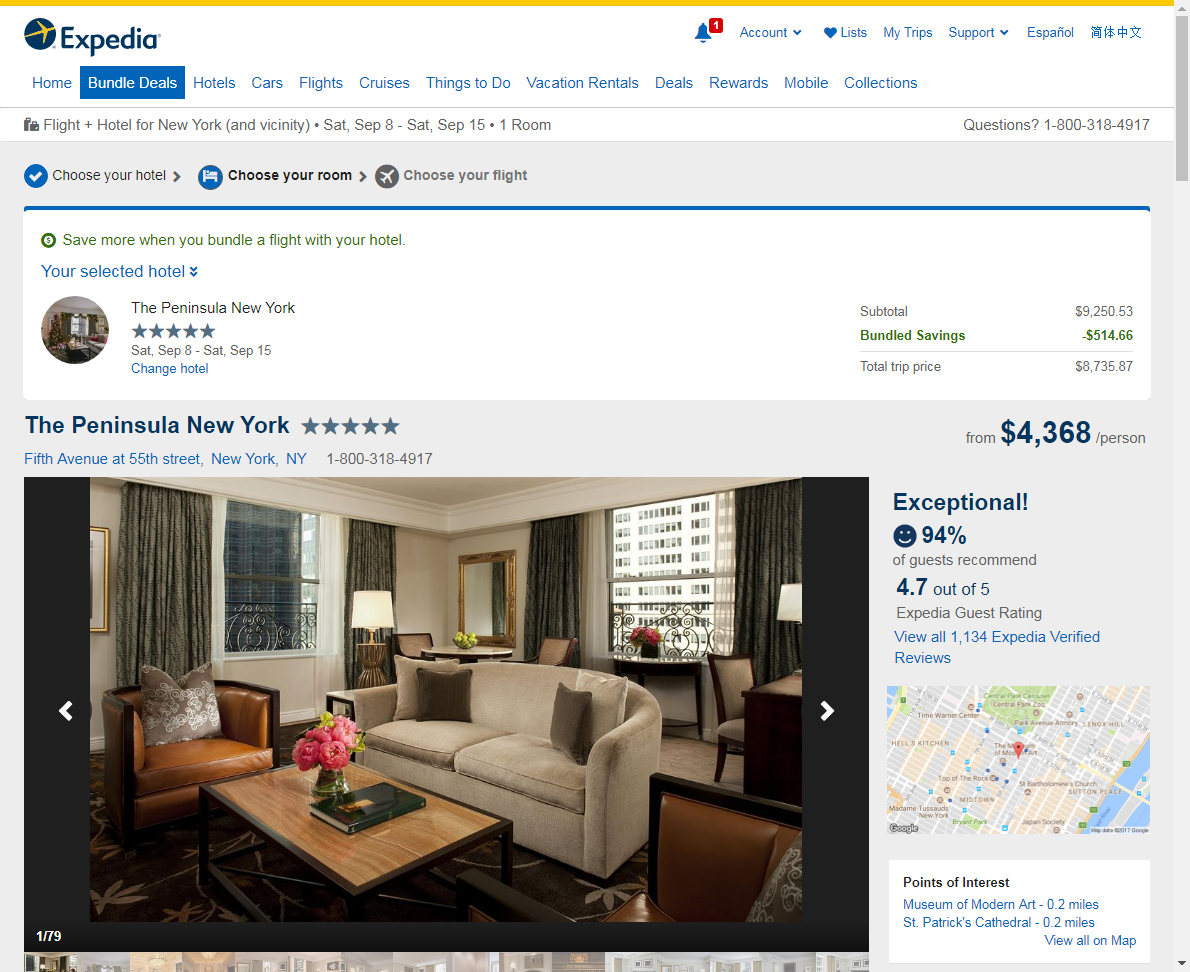 Expedia
1
Account
Lists
My Trips
Support
Español
简体中文
Home
Bundle Deals
Hotels
Cars
Flights
Cruises
Things to Do
Vacation Rentals
Deals
Rewards
Mobile
Collections
Flight + Hotel for New York (and vicinity) • Sat, Sep 8 - Sat, Sep 15 • 1 Room
Questions? 1-800-318-4917
Choose your hotel
Choose your room
Choose your flight
Save more when you bundle a flight with your hotel.
Your selected hotel
The Peninsula New York
Sat, Sep 8 - Sat, Sep 15
Change hotel
Subtotal $9,250.53
Bundled Savings -$514.66
Total trip price $8,735.87
The Peninsula New York
from $4,368 /person
Fifth Avenue at 55th street, New York, NY 1-800-318-4917
Exceptional!
94%
of guests recommend
4.7 out of 5
Expedia Guest Rating
View all 1,134 Expedia Verified
Reviews
Central Park Carousel
Central Park Zoo
Time Warner Center
Park Avenue Armory
LENOX HILL
HELL'S KITCHEN
The Museum
of Modern Art
Top of The Rock
St Bartholomew's Church
SUTTON PLACE
MIDTOWN
Madame Tussauds
New York
Bryant Park
Japan Society
Google
Map data ©2017 Google
1/79
Points of Interest
Museum of Modern Art - 0.2 miles
St. Patrick's Cathedral - 0.2 miles
View all on Map